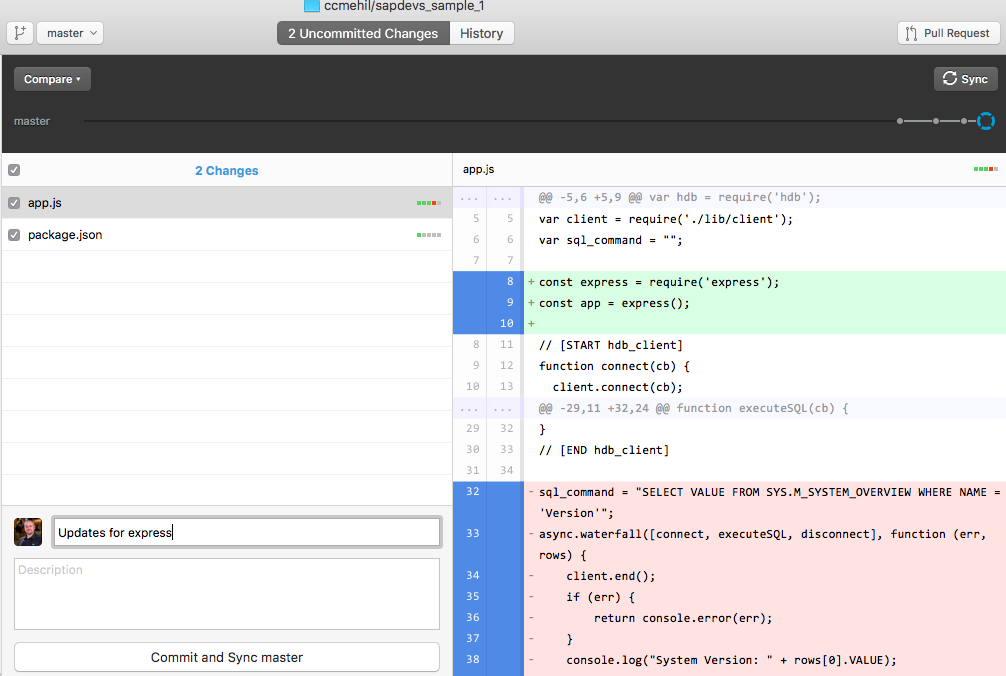 ccmehil/sapdevs_sample_1
master
2 Uncommitted Changes
History
Pull Request
Compare
Sync
master
2 Changes
app.js
package.json
Updates for express
Description
Commit and Sync master
app.js
... ... @@ -5,6 +5,9 @@ var hdb = require('hdb');
5 5 var client = require('./lib/client');
6 6 var sql_command = "";
7 7
8 + const express = require('express');
9 + const app = express();
10 +
8 11 // [START hdb_client]
9 12 function connect(cb) {
10 13 client.connect(cb);
... ... @@ -29,11 +32,24 @@ function executeSQL(cb) {
29 32 }
30 33 // [END hdb_client]
31 34
32 - sql_command = "SELECT VALUE FROM SYS.M_SYSTEM_OVERVIEW WHERE NAME =
'Version'";
33 - async.waterfall([connect, executeSQL, disconnect], function (err,
rows) {
34 - client.end();
35 - if (err) {
36 - return console.error(err);
37 - }
38 - console.log("System Version: " + rows[0].VALUE);